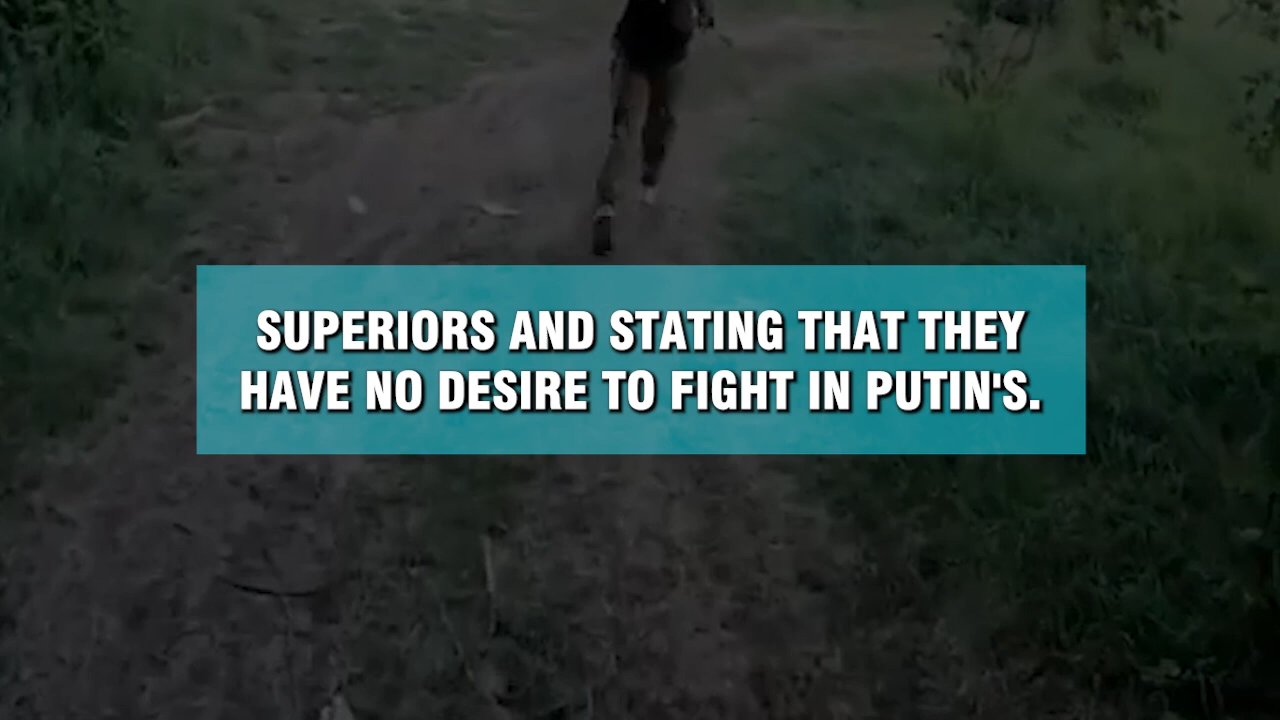 SUPERIORS AND STATING THAT THEY
HAVE NO DESIRE TO FIGHT IN PUTIN'S.